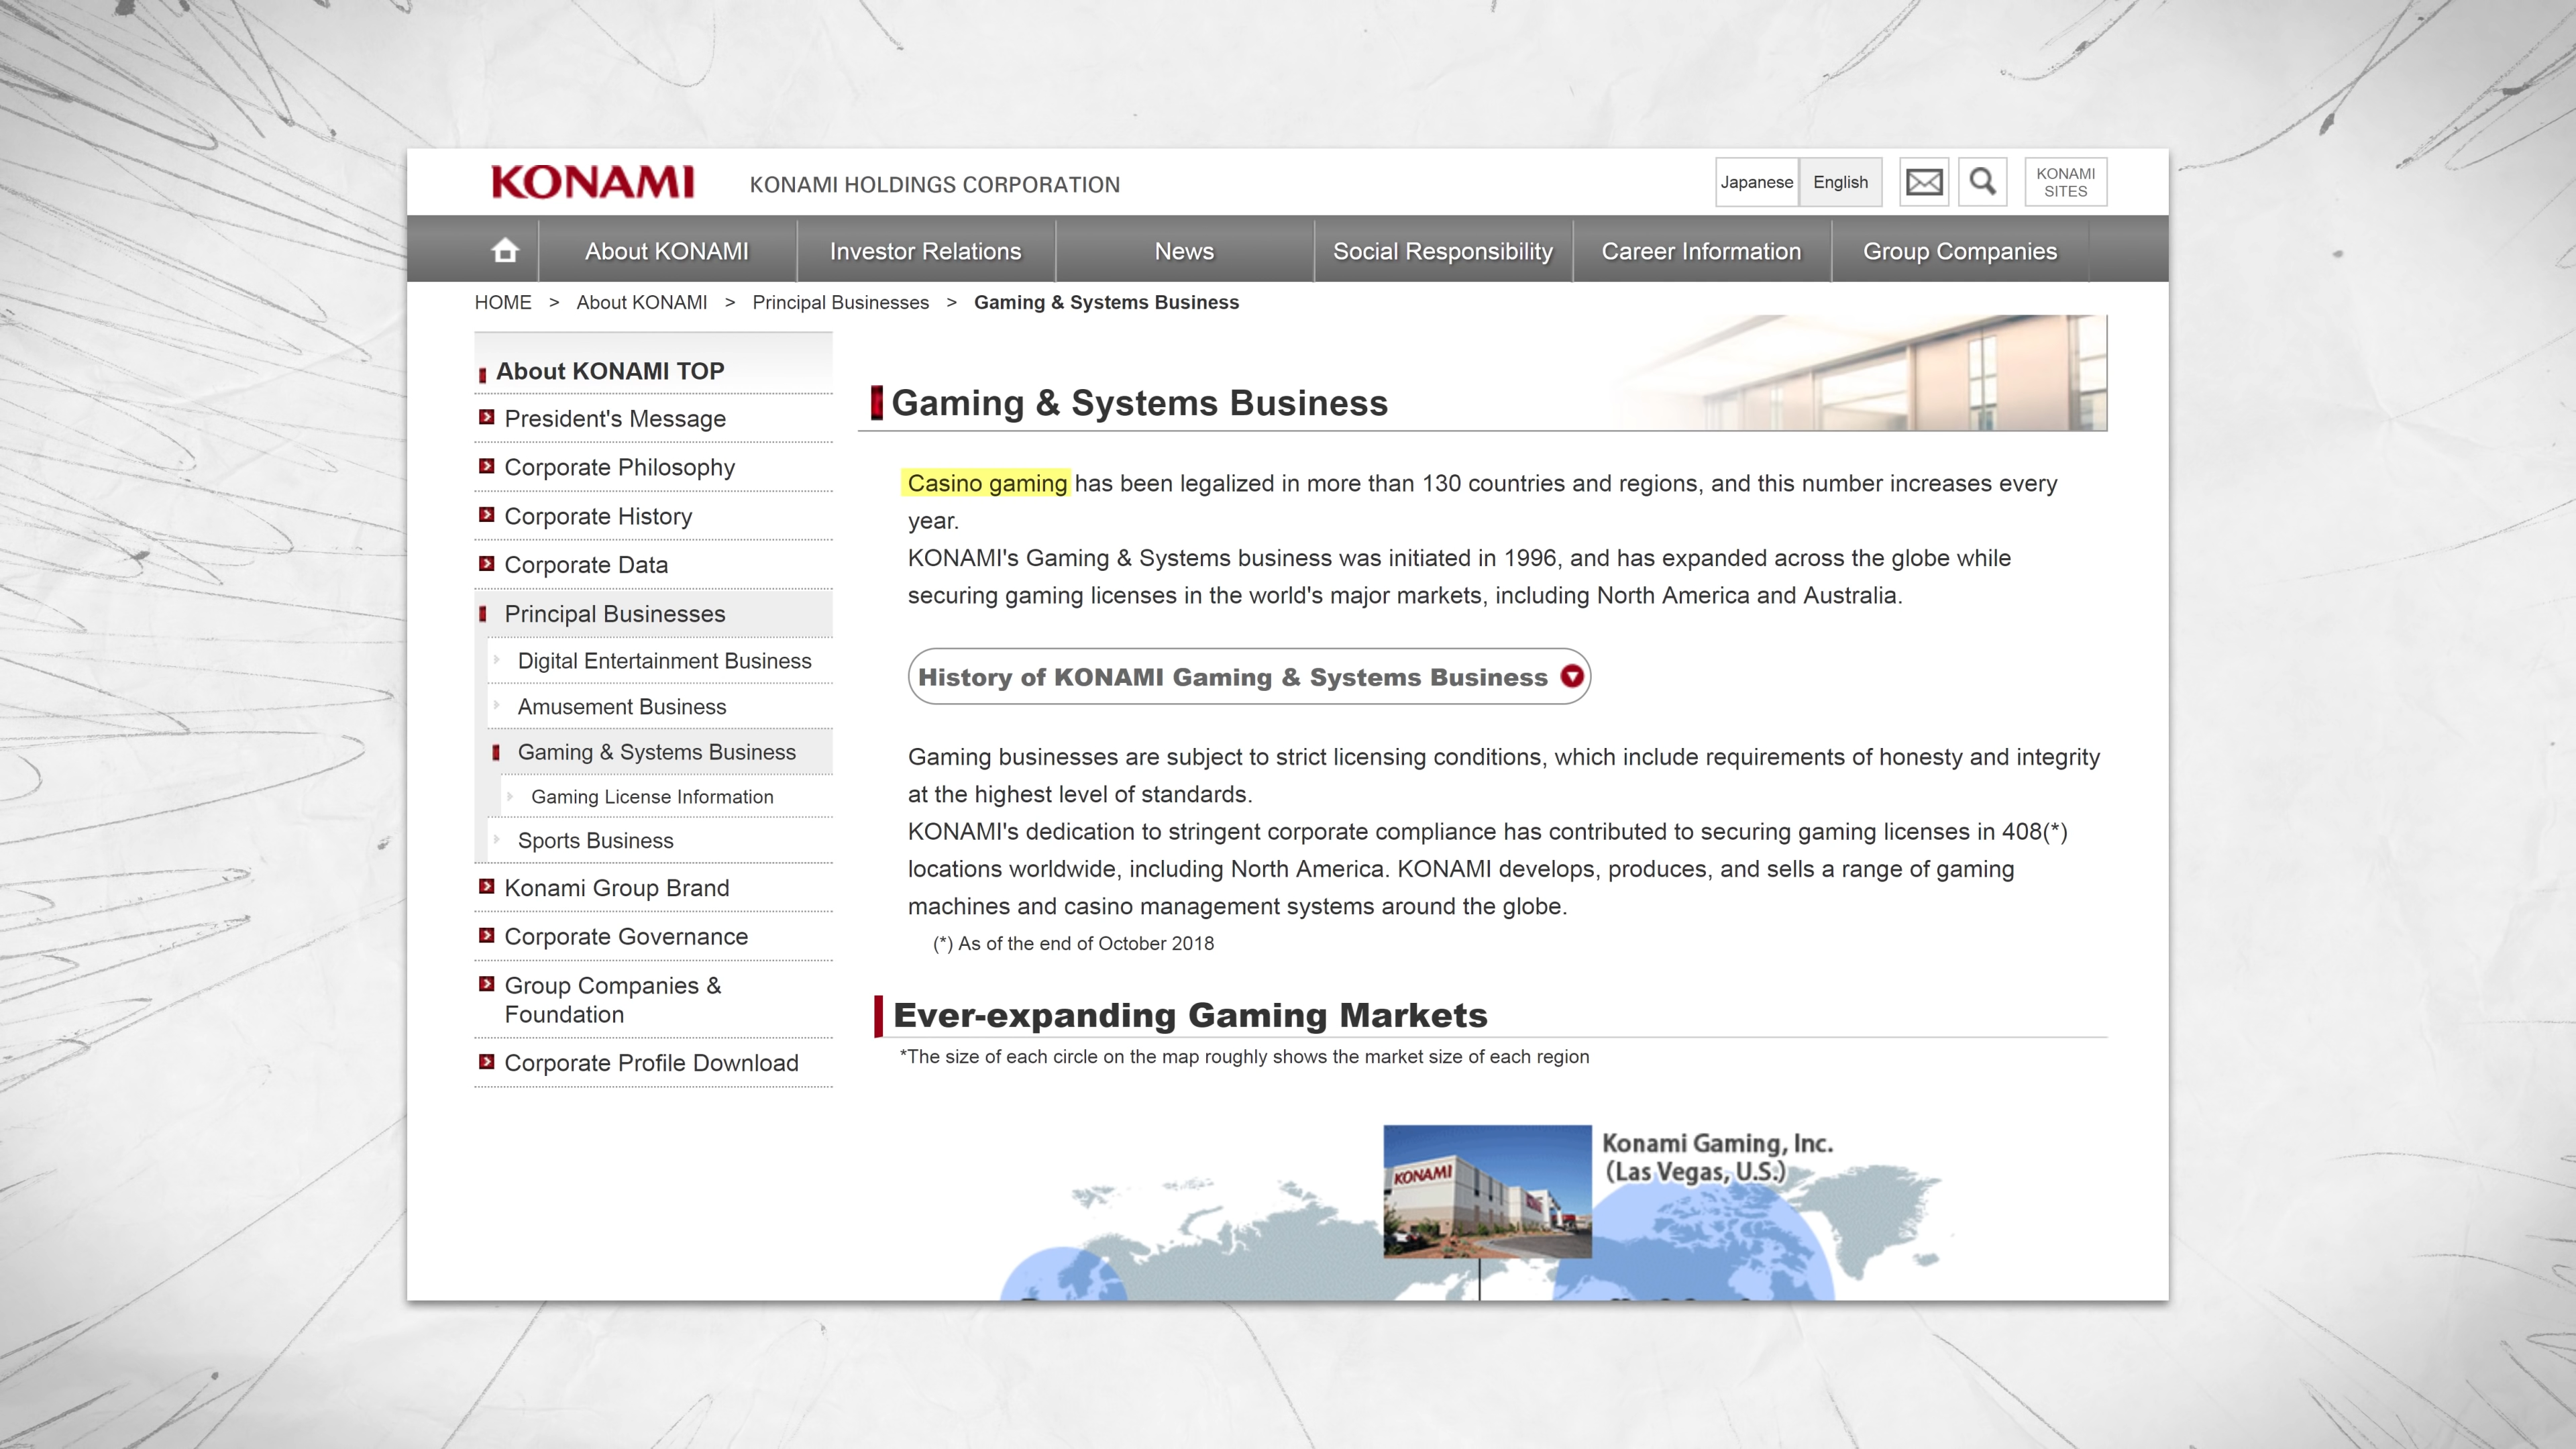 KONAMI
KONAMI HOLDINGS CORPORATION
Japanese
English
KONAMI
SITES
About KONAMI
Investor Relations
News
Social Responsibility
Career Information
Group Companies
HOME > About KONAMI > Principal Businesses > Gaming & Systems Business
About KONAMI TOP
President's Message
Corporate Philosophy
Corporate History
Corporate Data
Principal Businesses
Digital Entertainment Business
Amusement Business
Gaming & Systems Business
Gaming License Information
Sports Business
Konami Group Brand
Corporate Governance
Group Companies &
Foundation
Corporate Profile Download
Gaming & Systems Business
Casino gaming has been legalized in more than 130 countries and regions, and this number increases every
year.
KONAMI's Gaming & Systems business was initiated in 1996, and has expanded across the globe while
securing gaming licenses in the world's major markets, including North America and Australia.
History of KONAMI Gaming & Systems Business
Gaming businesses are subject to strict licensing conditions, which include requirements of honesty and integrity
at the highest level of standards.
KONAMI's dedication to stringent corporate compliance has contributed to securing gaming licenses in 408(*)
locations worldwide, including North America. KONAMI develops, produces, and sells a range of gaming
machines and casino management systems around the globe.
(*) As of the end of October 2018
Ever-expanding Gaming Markets
*The size of each circle on the map roughly shows the market size of each region
Konami Gaming, Inc.
(Las Vegas, U.S.)
KONAMI